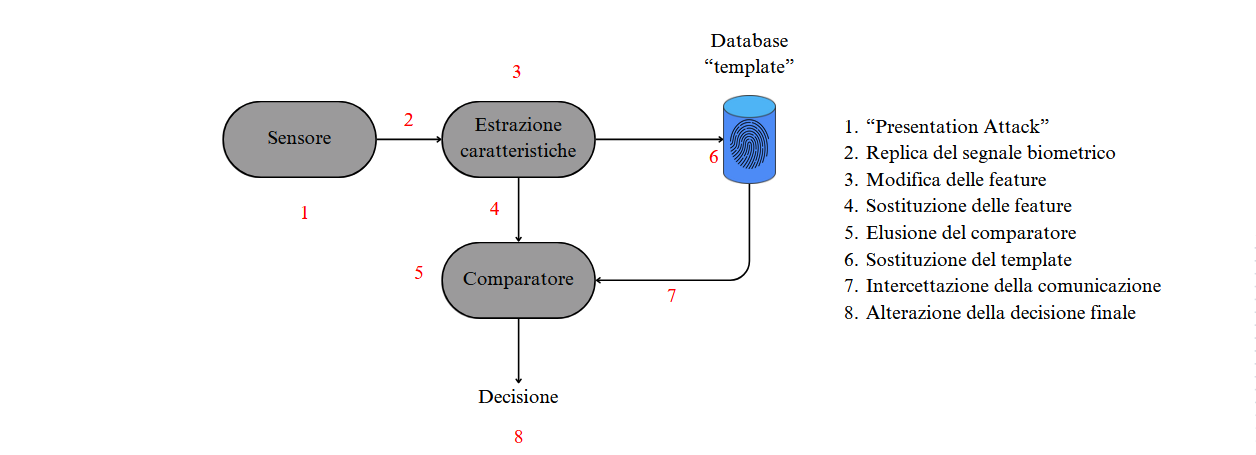 Database
“template”
3
2
Sensore
Estrazione
caratteristiche
6
1
4
5
Comparatore
7
Decisione
8
1. “Presentation Attack”
2. Replica del segnale biometrico
3. Modifica delle feature
4. Sostituzione delle feature
5. Elusione del comparatore
6. Sostituzione del template
7. Intercettazione della comunicazione
8. Alterazione della decisione finale